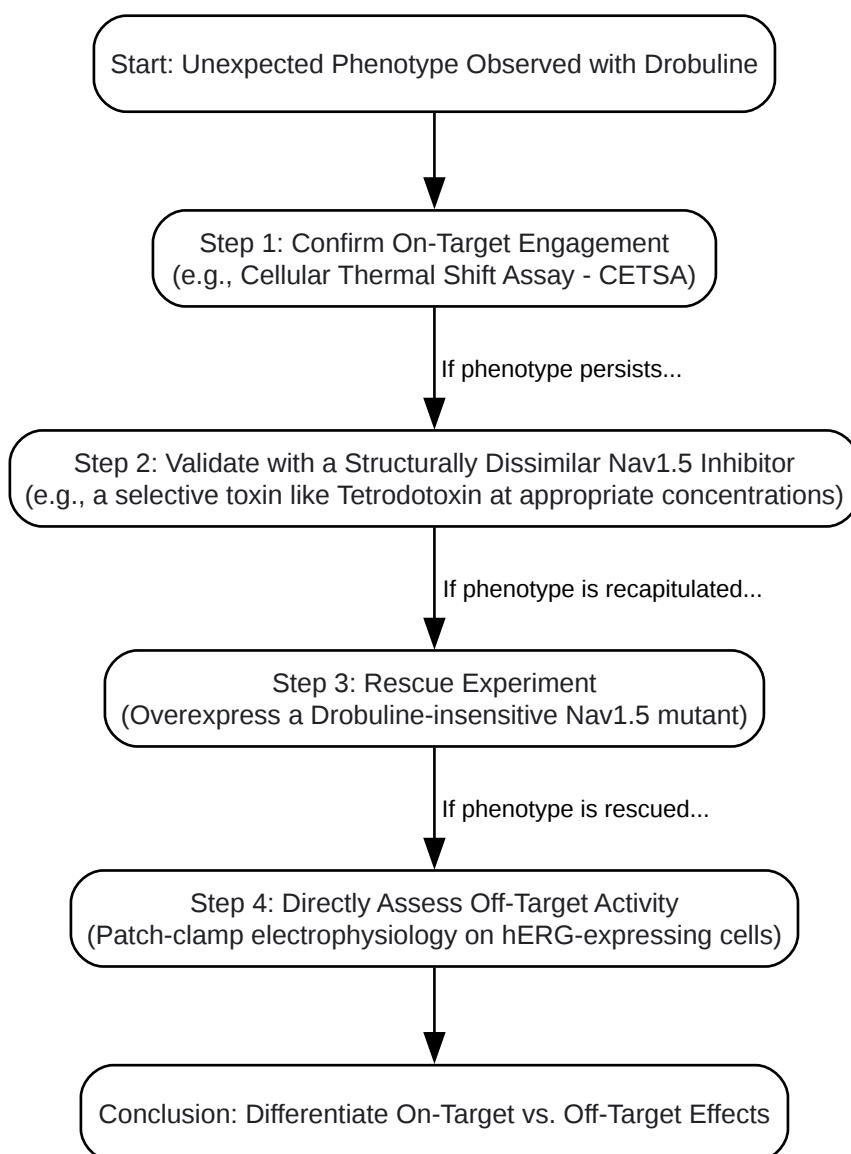 Start: Unexpected Phenotype Observed with Drobuline
Step 1: Confirm On-Target Engagement
(e.g., Cellular Thermal Shift Assay - CETSA)
If phenotype persists...
Step 2: Validate with a Structurally Dissimilar Nav1.5 Inhibitor
(e.g., a selective toxin like Tetrodotoxin at appropriate concentrations)
If phenotype is recapitulated...
Step 3: Rescue Experiment
(Overexpress a Drobuline-insensitive Nav1.5 mutant)
If phenotype is rescued...
Step 4: Directly Assess Off-Target Activity
(Patch-clamp electrophysiology on hERG-expressing cells)
Conclusion: Differentiate On-Target vs. Off-Target Effects